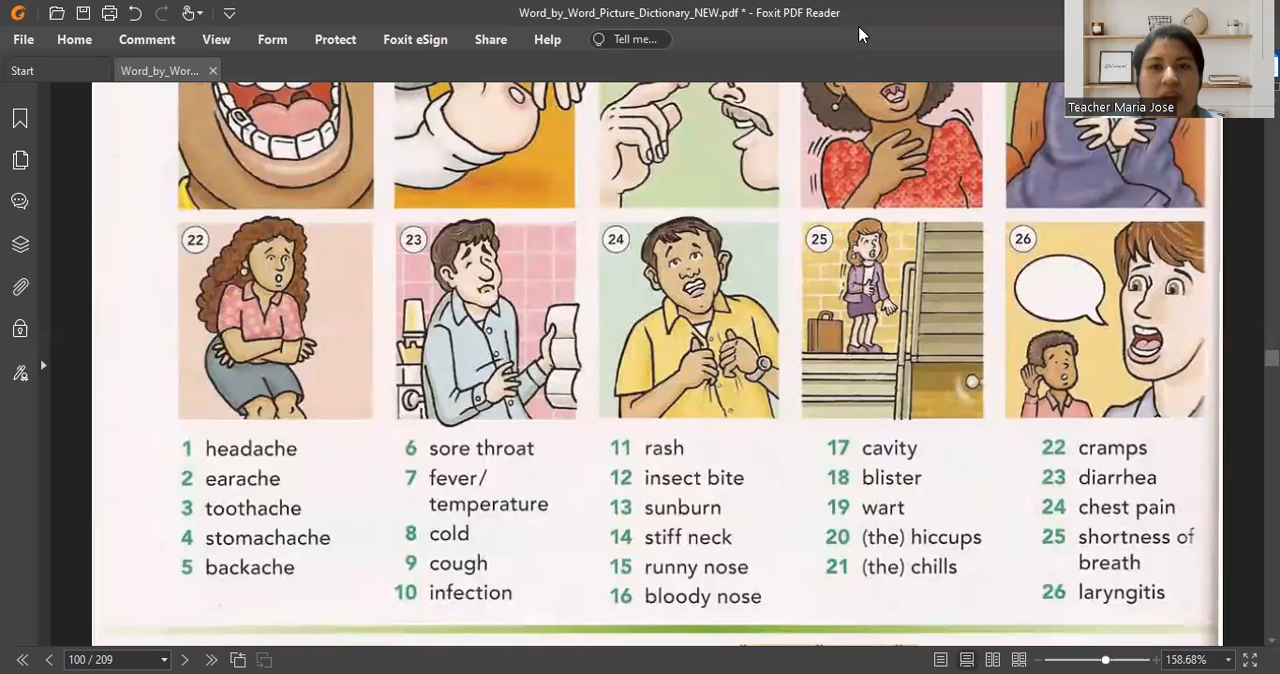 Word_by_Word_Picture_Dictionary_NEW.pdf * - Foxit PDF Reader
File Home Comment View Form Protect Foxit eSign Share Help Tell me...
Start Word_by_Wor...
Teacher Maria Jose
22 23 24 25 26
1 headache
2 earache
3 toothache
4 stomachache
5 backache
6 sore throat
7 fever/
temperature
8 cold
9 cough
10 infection
11 rash
12 insect bite
13 sunburn
14 stiff neck
15 runny nose
16 bloody nose
17 cavity
18 blister
19 wart
20 (the) hiccups
21 (the) chills
22 cramps
23 diarrhea
24 chest pain
25 shortness of
breath
26 laryngitis
100 / 209 158.68%